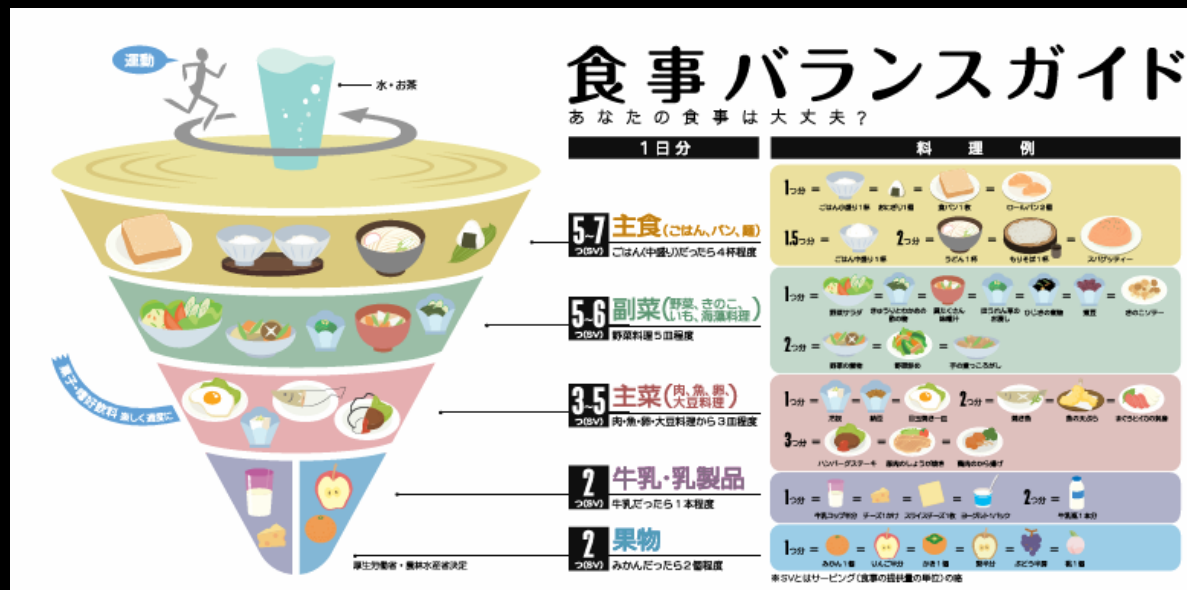 運動
水・お茶
菓子・嗜好飲料 楽しく適度に
厚生労働省・農林水産省決定
食事バランスガイド
あなたの食事は大丈夫?
1日分
料理例
5~7 つ(SV)
主食(ごはん、パン、麺)
ごはん(中盛り)だったら4杯程度
1つ分 = = = =
ごはん小盛り1杯 おにぎり1個 食パン1枚 ロールパン2個
1.5つ分 = 2つ分 = = =
ごはん中盛り1杯 うどん1杯 もりそば1杯 スパゲッティー
5~6 つ(SV)
副菜(野菜、きのこ、
いも、海藻料理)
野菜料理5皿程度
1つ分 = = = = = = =
野菜サラダ きゅうりとわかめの酢の物 具たくさん味噌汁 ほうれん草のお浸し ひじきの煮物 煮豆 きのこソテー
2つ分 = = =
野菜の煮物 野菜炒め 芋の煮っころがし
3~5 つ(SV)
主菜(肉、魚、卵、
大豆料理)
肉・魚・卵・大豆料理から3皿程度
1つ分 = = = 2つ分 = = =
冷奴 納豆 目玉焼き一皿 焼き魚 魚の天ぷら まぐろとイカの刺身
3つ分 = = =
ハンバーグステーキ 豚肉のしょうが焼き 鶏肉のから揚げ
2 つ(SV)
牛乳・乳製品
牛乳だったら1本程度
1つ分 = = = = 2つ分 =
牛乳コップ半分 チーズ1かけ スライスチーズ1枚 ヨーグルト1パック 牛乳瓶1本分
2 つ(SV)
果物
みかんだったら2個程度
1つ分 = = = = = =
みかん1個 りんご半分 かき1個 梨半分 ぶどう半房 桃1個
※SVとはサービング(食事の提供量の単位)の略